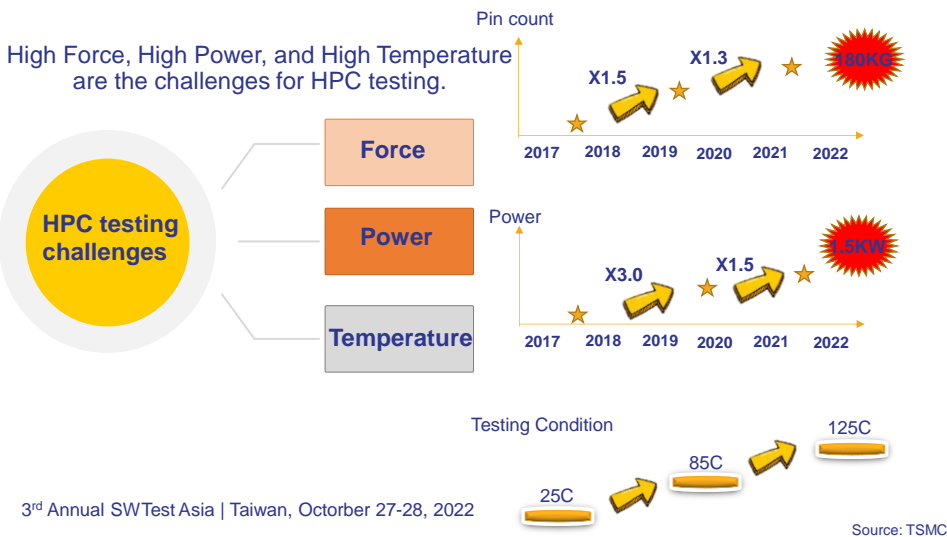 High Force, High Power, and High Temperature
are the challenges for HPC testing.
HPC testing
challenges
Force
Power
Temperature
Pin count
X1.5
X1.3
180KG
2017 2018 2019 2020 2021 2022
Power
X3.0
X1.5
1.5KW
2017 2018 2019 2020 2021 2022
Testing Condition
25C
85C
125C
3rd Annual SWTest Asia | Taiwan, Octorber 27-28, 2022
Source: TSMC